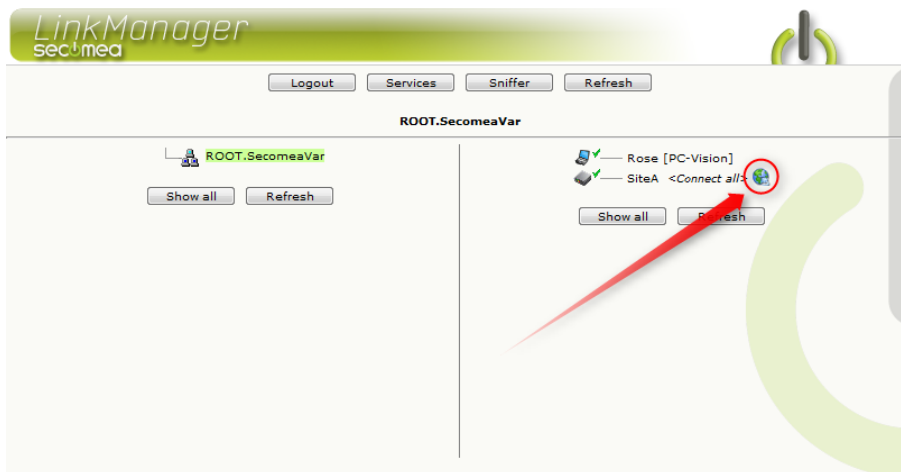 LinkManager
secomea
Logout Services Sniffer Refresh
ROOT.SecomeaVar
ROOT.SecomeaVar
Show all Refresh
Rose [PC-Vision]
SiteA <Connect all>
Show all Refresh